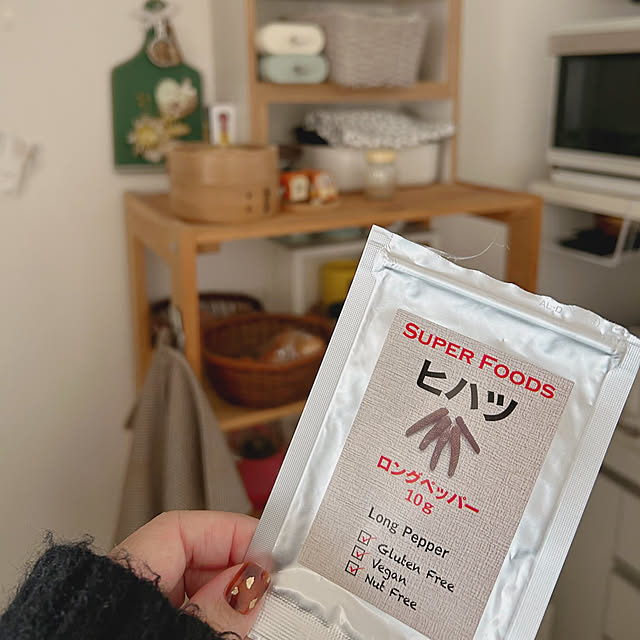 SUPER FOODS
ヒハツ
ロングペッパー
10g
Long Pepper
Gluten Free
Vegan
Nut Free